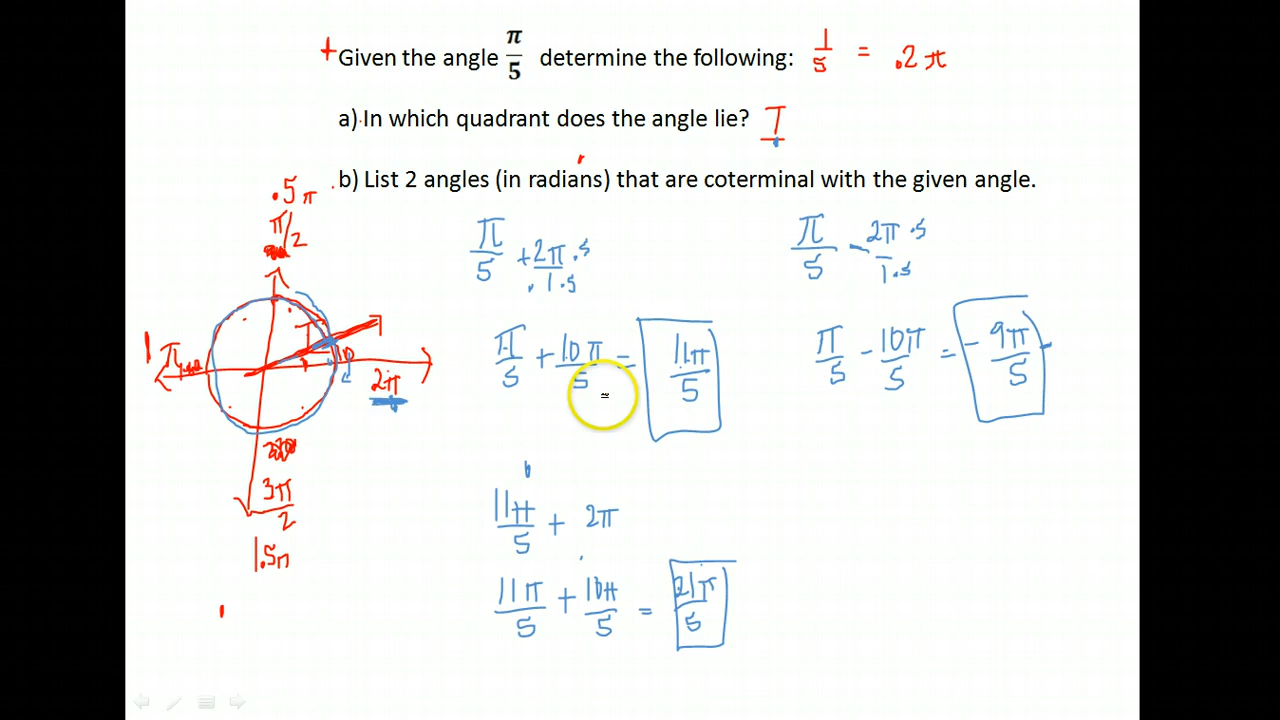 Given the angle π/5 determine the following: 1/5 = .2π
a) In which quadrant does the angle lie? I
b) List 2 angles (in radians) that are coterminal with the given angle.
.5π
π/2
1 π
2π
3π/2
1.5π
I
π/5 + 2π·5/1·5
π/5 + 10π/5 = 11π/5
11π/5 + 2π
11π/5 + 10π/5 = 21π/5
π/5 - 2π·5/1·5
π/5 - 10π/5 = -9π/5